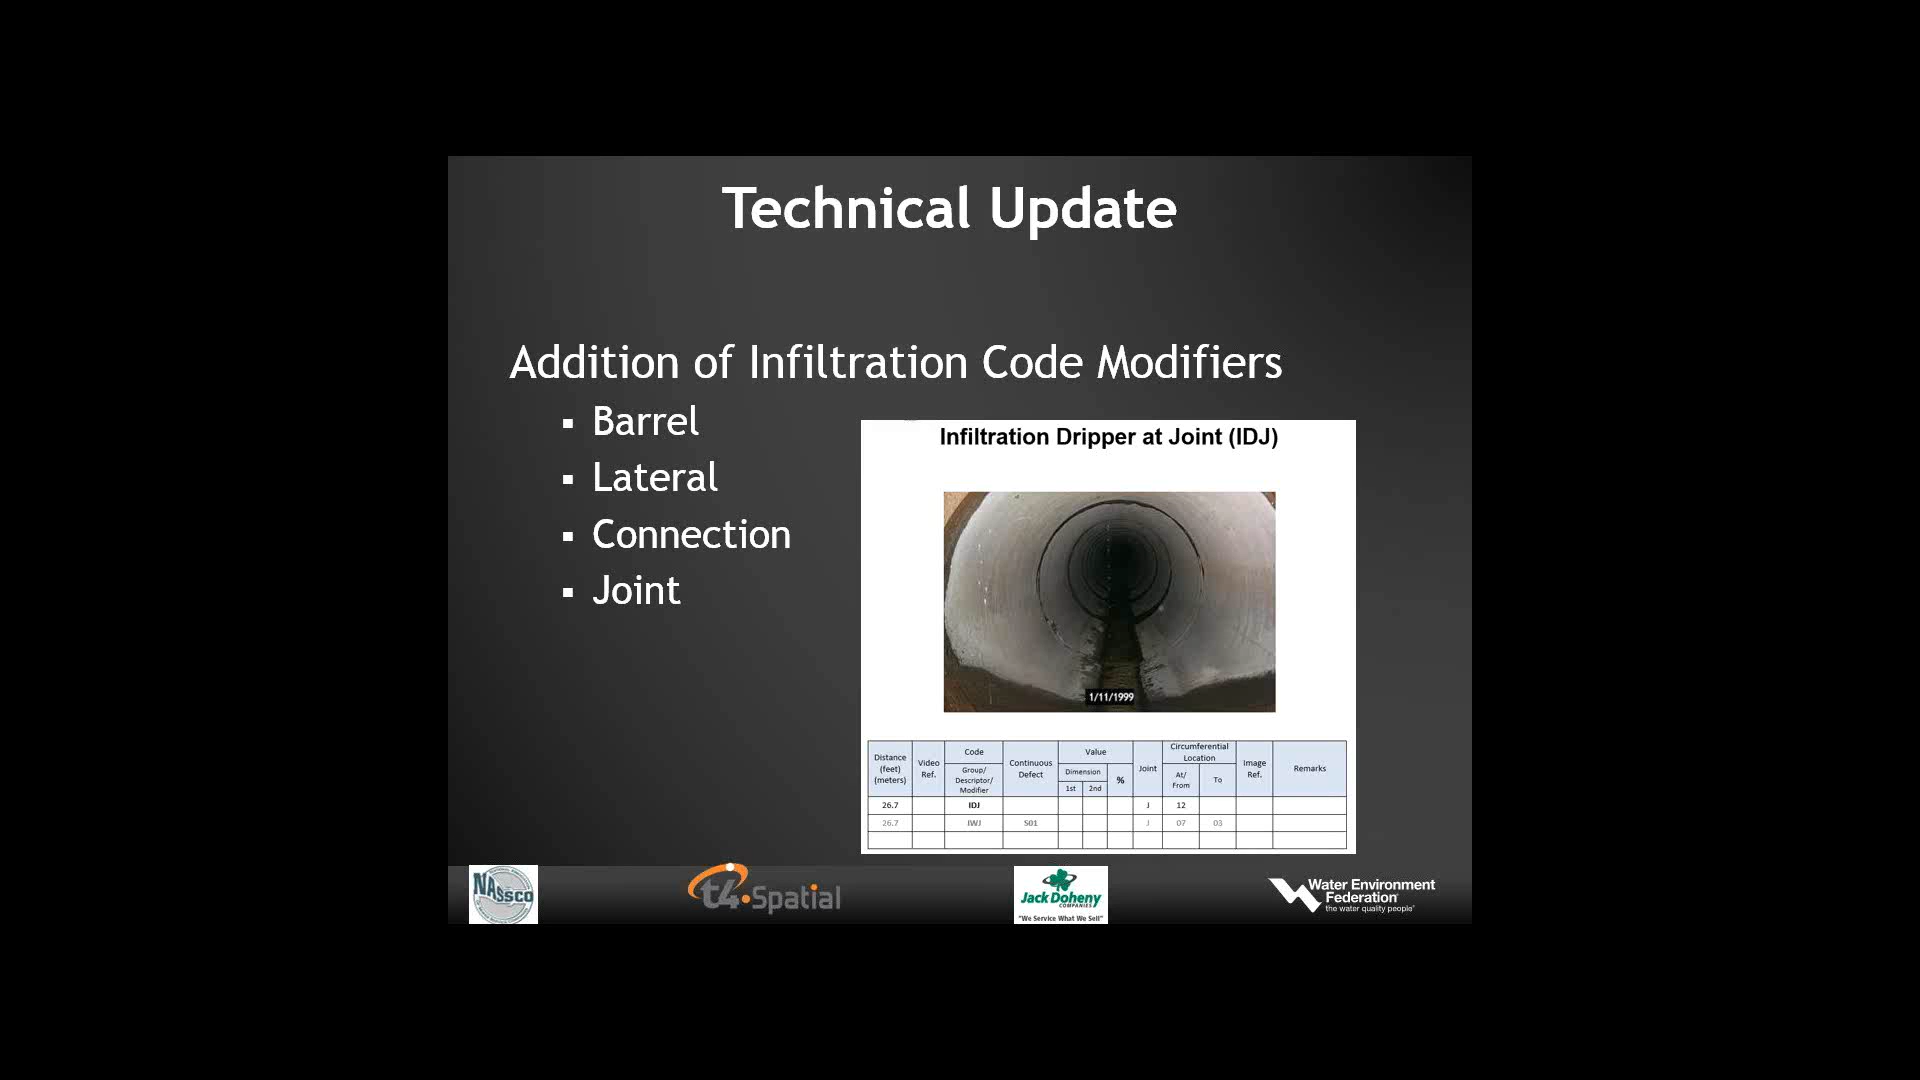 Technical Update
Addition of Infiltration Code Modifiers
▪ Barrel
▪ Lateral
▪ Connection
▪ Joint
Infiltration Dripper at Joint (IDJ)
1/11/1999
Distance (feet) (meters) Video Ref. Code Group/ Descriptor/ Modifier Continuous Defect Value Dimension 1st 2nd % Joint Circumferential Location At/ From To Image Ref. Remarks
26.7 IDJ J 12
26.7 IWJ S01 J 07 03
NASSCO
t4.Spatial
Jack Doheny
COMPANIES
"We Service What We Sell"
Water Environment
Federation®
the water quality people®